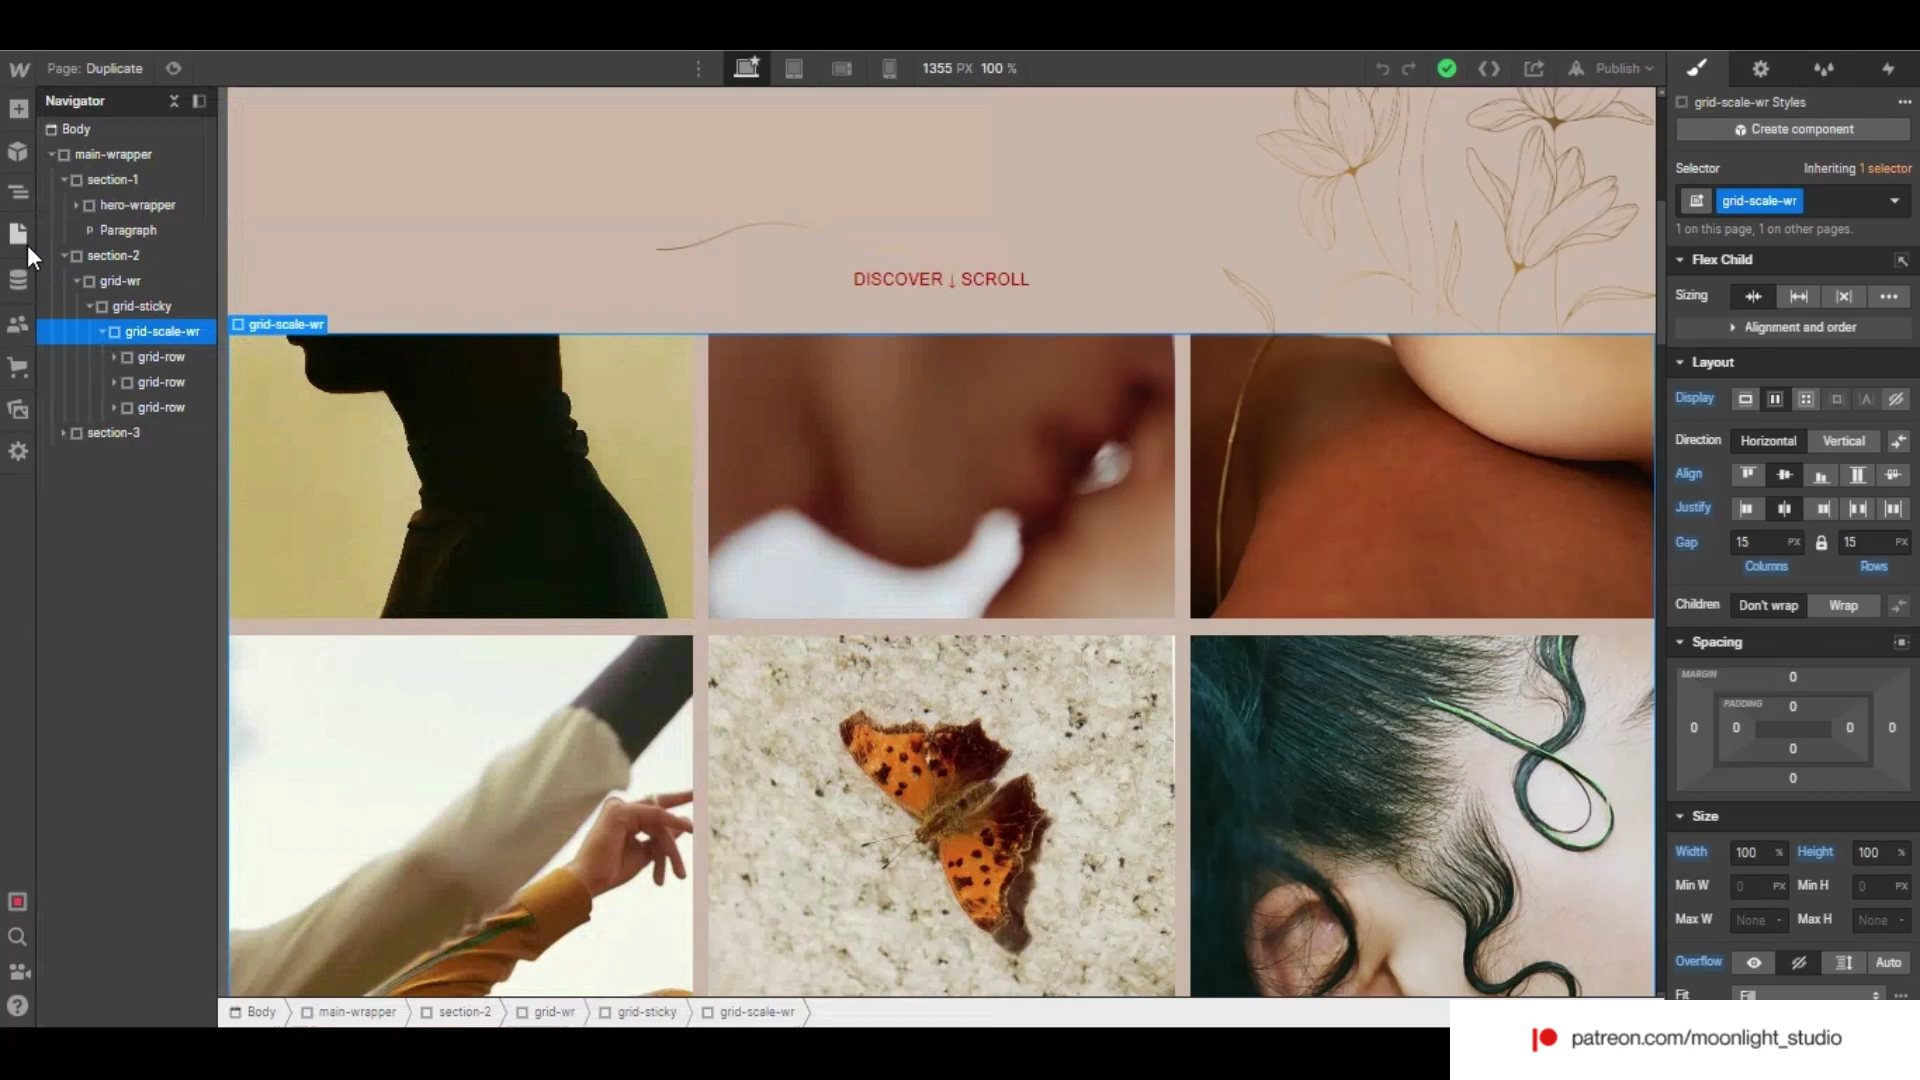 Page: Duplicate
1355 PX 100 %
Publish
Navigator
Body
main-wrapper
section-1
hero-wrapper
P Paragraph
section-2
grid-wr
grid-sticky
grid-scale-wr
grid-row
grid-row
grid-row
section-3
DISCOVER ↓ SCROLL
grid-scale-wr
grid-scale-wr Styles
Create component
Selector Inheriting 1 selector
grid-scale-wr
1 on this page, 1 on other pages.
Flex Child
Sizing
Alignment and order
Layout
Display
Direction Horizontal Vertical
Align
Justify
Gap 15 PX 15 PX
Columns Rows
Children Don't wrap Wrap
Spacing
MARGIN 0
PADDING 0
0 0 0 0
0
0
Size
Width 100 % Height 100 %
Min W 0 PX Min H 0 PX
Max W None - Max H None -
Overflow Auto
Fit Fill
Body main-wrapper section-2 grid-wr grid-sticky grid-scale-wr
patreon.com/moonlight_studio